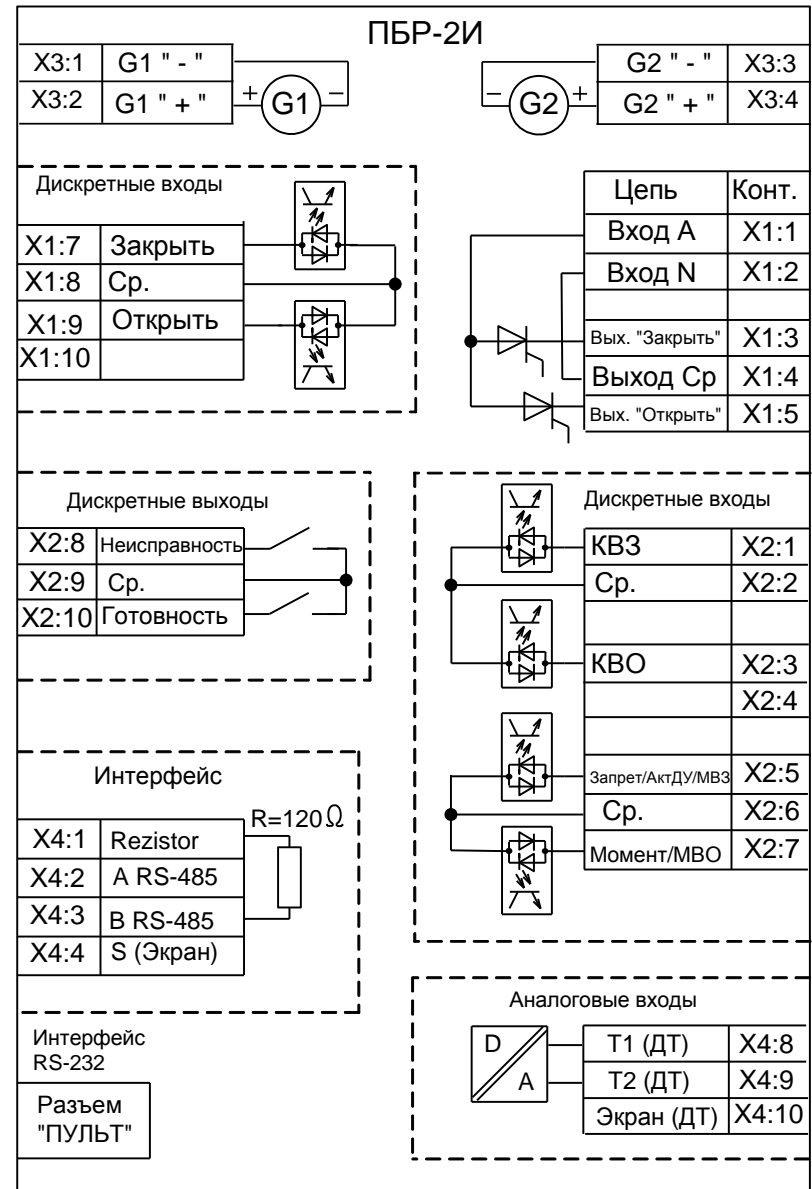 ПБР-2И
X3:1 G1 " - "
X3:2 G1 " + "
+ G1 −
− G2 +
G2 " - " X3:3
G2 " + " X3:4
Дискретные входы
X1:7 Закрыть
X1:8 Ср.
X1:9 Открыть
X1:10
Цепь Конт.
Вход А X1:1
Вход N X1:2
Вых. "Закрыть" X1:3
Выход Ср X1:4
Вых. "Открыть" X1:5
Дискретные выходы
X2:8 Неисправность
X2:9 Ср.
X2:10 Готовность
Дискретные входы
КВЗ X2:1
Ср. X2:2
КВО X2:3
X2:4
Запрет/АктДУ/МВЗ X2:5
Ср. X2:6
Момент/МВО X2:7
Интерфейс
R=120Ω
X4:1 Rezistor
X4:2 A RS-485
X4:3 B RS-485
X4:4 S (Экран)
Интерфейс
RS-232
Разъем
"ПУЛЬТ"
Аналоговые входы
D
A
Т1 (ДТ) X4:8
Т2 (ДТ) X4:9
Экран (ДТ) X4:10